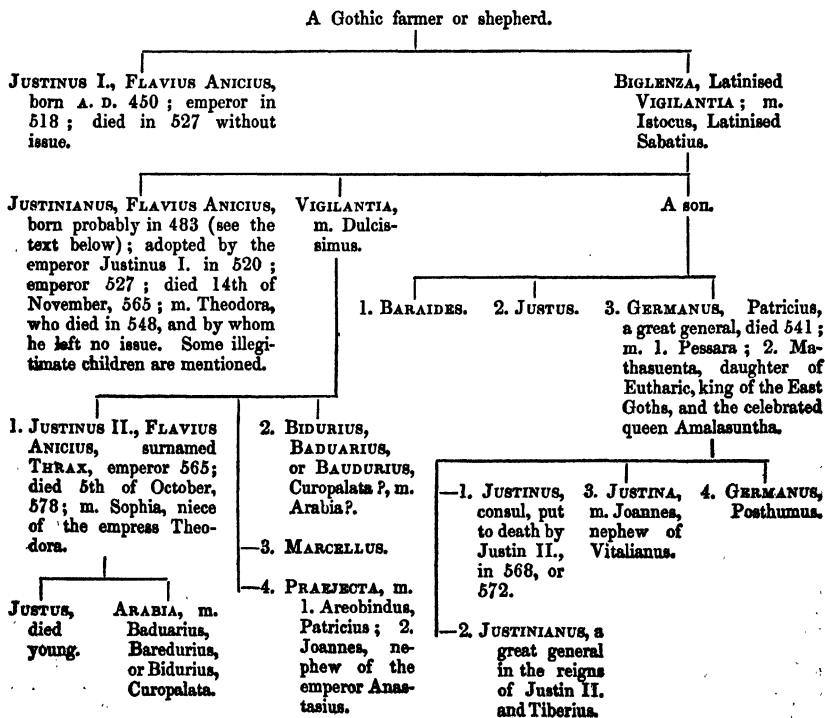 A Gothic farmer or shepherd.
JUSTINUS I., FLAVIUS ANICIUS,
born A. D. 450 ; emperor in
518 ; died in 527 without
issue.
BIGLENZA, Latinised
VIGILANTIA ; m.
Istocus, Latinised
Sabatius.
JUSTINIANUS, FLAVIUS ANICIUS,
born probably in 483 (see the
text below) ; adopted by the
emperor Justinus I. in 520 ;
emperor 527 ; died 14th of
November, 565 ; m. Theodora,
who died in 548, and by whom
he left no issue. Some illegi-
timate children are mentioned.
VIGILANTIA,
m. Dulcis-
simus.
A son.
1. BARAIDES.
2. JUSTUS.
3. GERMANUS, Patricius,
a great general, died 541 ;
m. 1. Pessara ; 2. Ma-
thasuenta, daughter of
Eutharic, king of the East
Goths, and the celebrated
queen Amalasuntha.
1. JUSTINUS II., FLAVIUS
ANICIUS, surnamed
THRAX, emperor 565;
died 5th of October,
578; m. Sophia, niece
of the empress Theo-
dora.
2. BIDURIUS,
BADUARIUS,
or BAUDURIUS,
Curopalata ?, m.
Arabia ?.
3. MARCELLUS.
4. PRAEJECTA, m.
1. Areobindus,
Patricius ; 2.
Joannes, ne-
phew of the
emperor Anas-
tasius.
JUSTUS,
died
young.
ARABIA, m.
Baduarius,
Baredurius,
or Bidurius,
Curopalata.
1. JUSTINUS,
consul, put
to death by
Justin II.,
in 568, or
572.
3. JUSTINA,
m. Joannes,
nephew of
Vitalianus.
4. GERMANUS,
Posthumus.
2. JUSTINIANUS, a
great general
in the reigns
of Justin II.
and Tiberius.